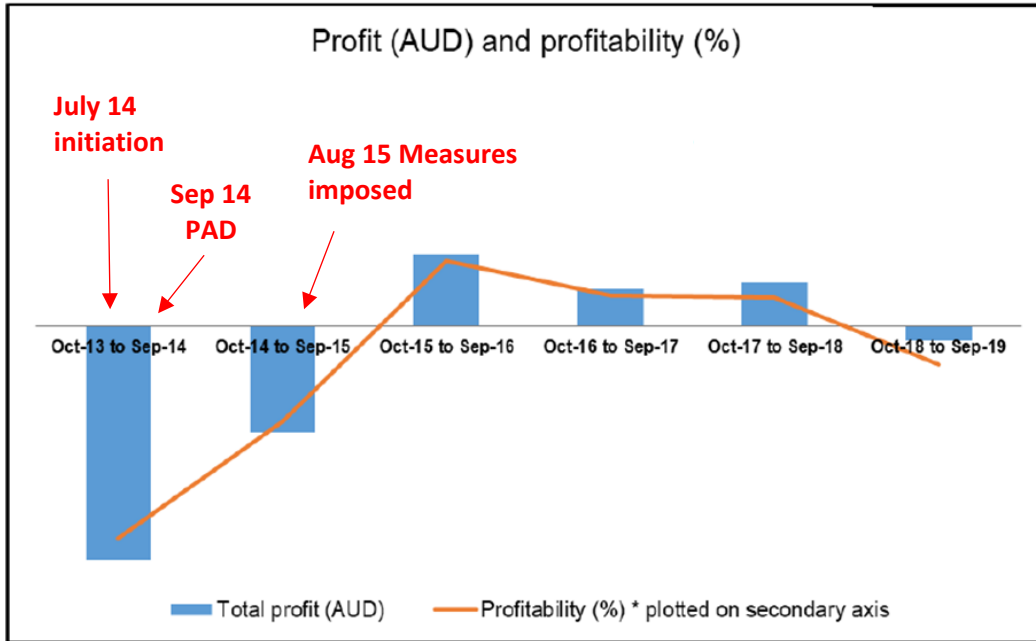 Profit (AUD) and profitability (%)
July 14
initiation
Sep 14
PAD
Aug 15 Measures
imposed
Oct-13 to Sep-14
Oct-14 to Sep-15
Oct-15 to Sep-16
Oct-16 to Sep-17
Oct-17 to Sep-18
Oct-18 to Sep-19
Total profit (AUD)
Profitability (%) * plotted on secondary axis